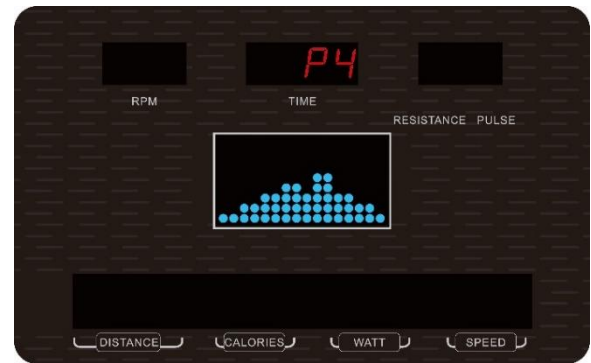 P4
RPM TIME
RESISTANCE PULSE
DISTANCE CALORIES WATT SPEED